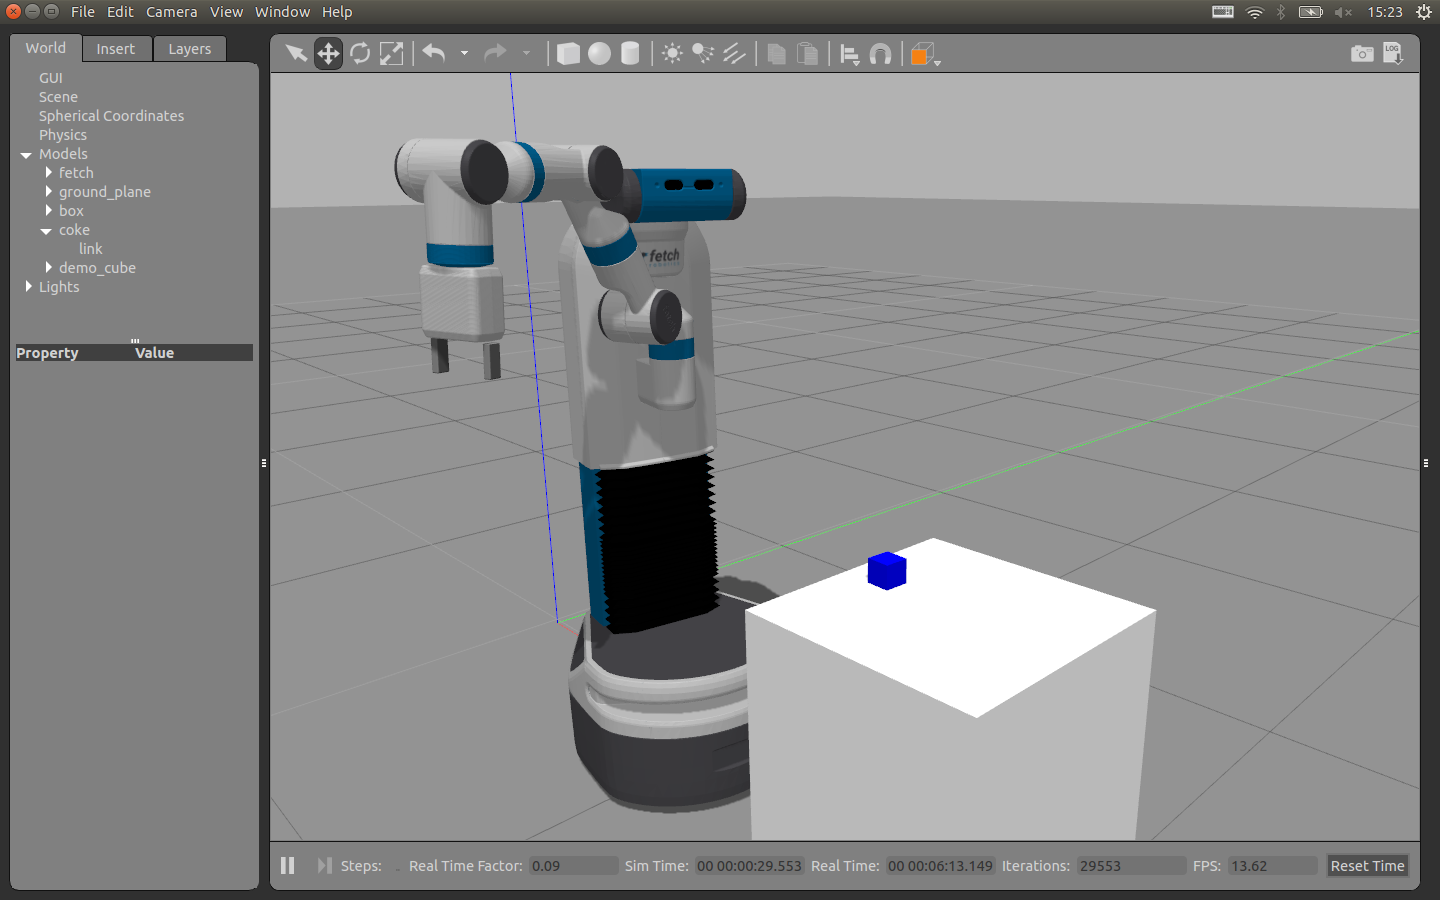 File Edit Camera View Window Help
15:23
World Insert Layers
GUI
Scene
Spherical Coordinates
Physics
Models
fetch
ground_plane
box
coke
link
demo_cube
Lights
Property Value
LOG
fetch
Steps: Real Time Factor: 0.09 Sim Time: 00 00:00:29.553 Real Time: 00 00:06:13.149 Iterations: 29553 FPS: 13.62 Reset Time